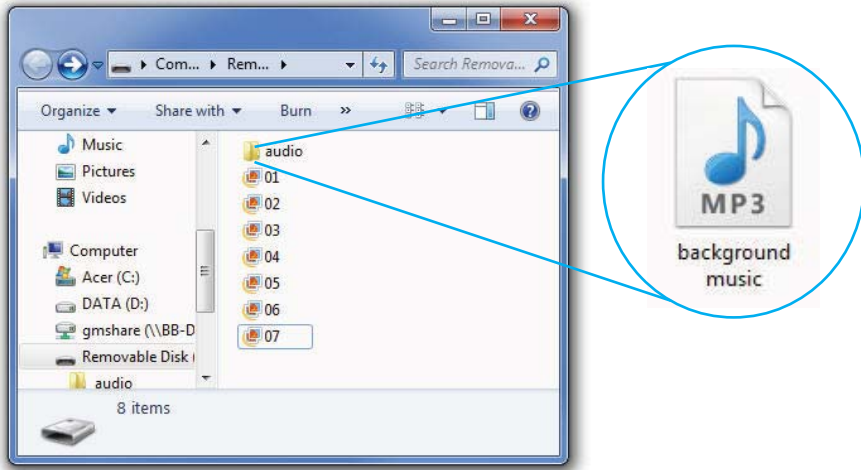 Com... Rem... Search Remova...
Organize Share with Burn »
Music
Pictures
Videos
Computer
Acer (C:)
DATA (D:)
gmshare (\\BB-D
Removable Disk (
audio
audio
01
02
03
04
05
06
07
8 items
MP3
background
music